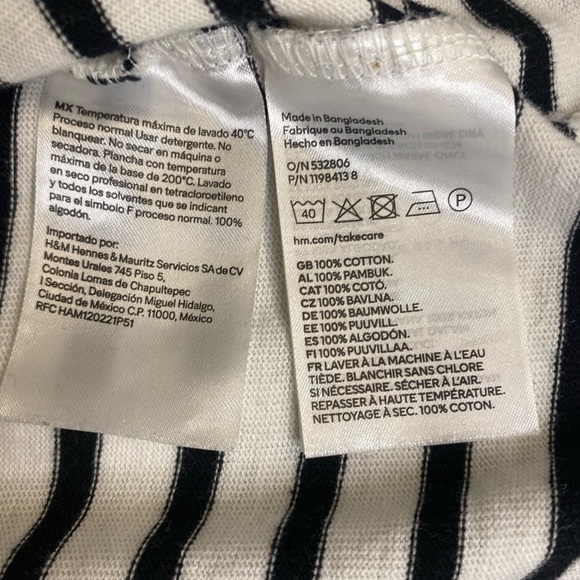 MX Temperatura máxima de lavado 40°C
Proceso normal Usar detergente. No
blanquear. No secar en máquina o
secadora. Plancha con temperatura
máxima de la base de 200°C. Lavado
en seco profesional en tetracloroetileno
y todos los solventes que se indican
para el simbolo F proceso normal. 100%
algodón.
Importado por:
H&M Hennes & Mauritz Servicios SA de CV
Montes Urales 745 Piso 5,
Colonia Lomas de Chapultepec
I Sección, Delegación Miguel Hidalgo,
Ciudad de México C.P. 11000, México
RFC HAM120221P51
Made in Bangladesh
Fabrique au Bangladesh
Hecho en Bangladesh
O/N 532806
P/N 1198413 8
40 P
hm.com/takecare
GB 100% COTTON.
AL 100% PAMBUK.
CAT 100% COTÓ.
CZ 100% BAVLNA.
DE 100% BAUMWOLLE.
EE 100% PUUVILL.
ES 100% ALGODÓN.
FI 100% PUUVILLAA.
FR LAVER À LA MACHINE À L'EAU
TIÈDE. BLANCHIR SANS CHLORE
SI NÉCESSAIRE. SÉCHER À L'AIR.
REPASSER À HAUTE TEMPÉRATURE.
NETTOYAGE À SEC. 100% COTON.